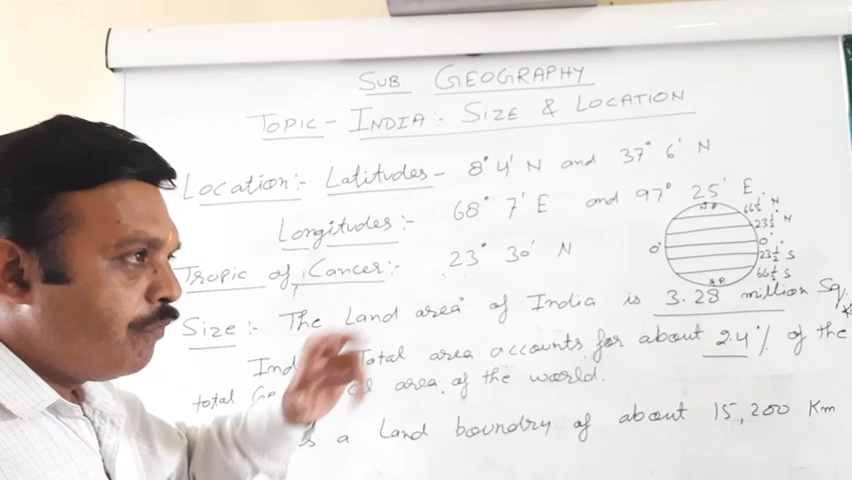 SUB GEOGRAPHY
TOPIC - INDIA:- SIZE & LOCATION
Location:- Latitudes - 8° 4' N and 37° 6' N
Longitudes:- 68° 7' E and 97° 25' E
Tropic of Cancer:- 23° 30' N
N P
66½° N
23½° N
0° 0°
23½° S
66½° S
S.P
Size:- The Land area of India is 3.28 million Sq.
Total area accounts for about 2.4% of the
total area of the world.
a Land boundry of about 15,200 Km